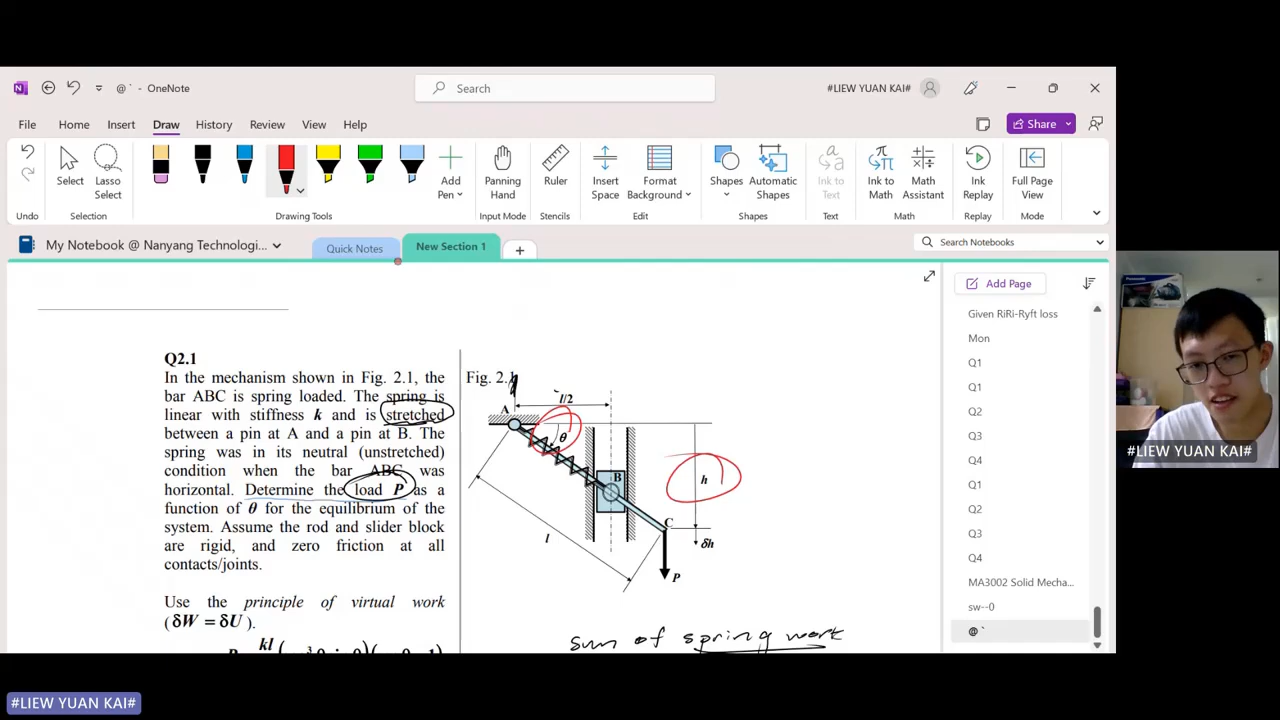 @ ` - OneNote
Search
#LIEW YUAN KAI#
File Home Insert Draw History Review View Help
Share
Select
Lasso Select
Add Pen
Panning Hand
Ruler
Insert Space
Format Background
Shapes
Automatic Shapes
Ink to Text
Ink to Math
Math Assistant
Ink Replay
Full Page View
Undo
Selection
Drawing Tools
Input Mode
Stencils
Edit
Shapes
Text
Math
Replay
Mode
My Notebook @ Nanyang Technologi...
Quick Notes
New Section 1
Search Notebooks
Add Page
Given RiRi-Ryft loss
Mon
Q1
Q1
Q2
Q3
Q4
Q1
Q2
Q3
Q4
MA3002 Solid Mecha...
sw--0
@ `
Q2.1
In the mechanism shown in Fig. 2.1, the
bar ABC is spring loaded. The spring is
linear with stiffness k and is stretched
between a pin at A and a pin at B. The
spring was in its neutral (unstretched)
condition when the bar ABC was
horizontal. Determine the load P as a
function of θ for the equilibrium of the
system. Assume the rod and slider block
are rigid, and zero friction at all
contacts/joints.
Use the principle of virtual work
(δW = δU).
kl
Fig. 2.1
l/2
A
θ
B
h
C
l
δh
P
sum of spring work
#LIEW YUAN KAI#
#LIEW YUAN KAI#